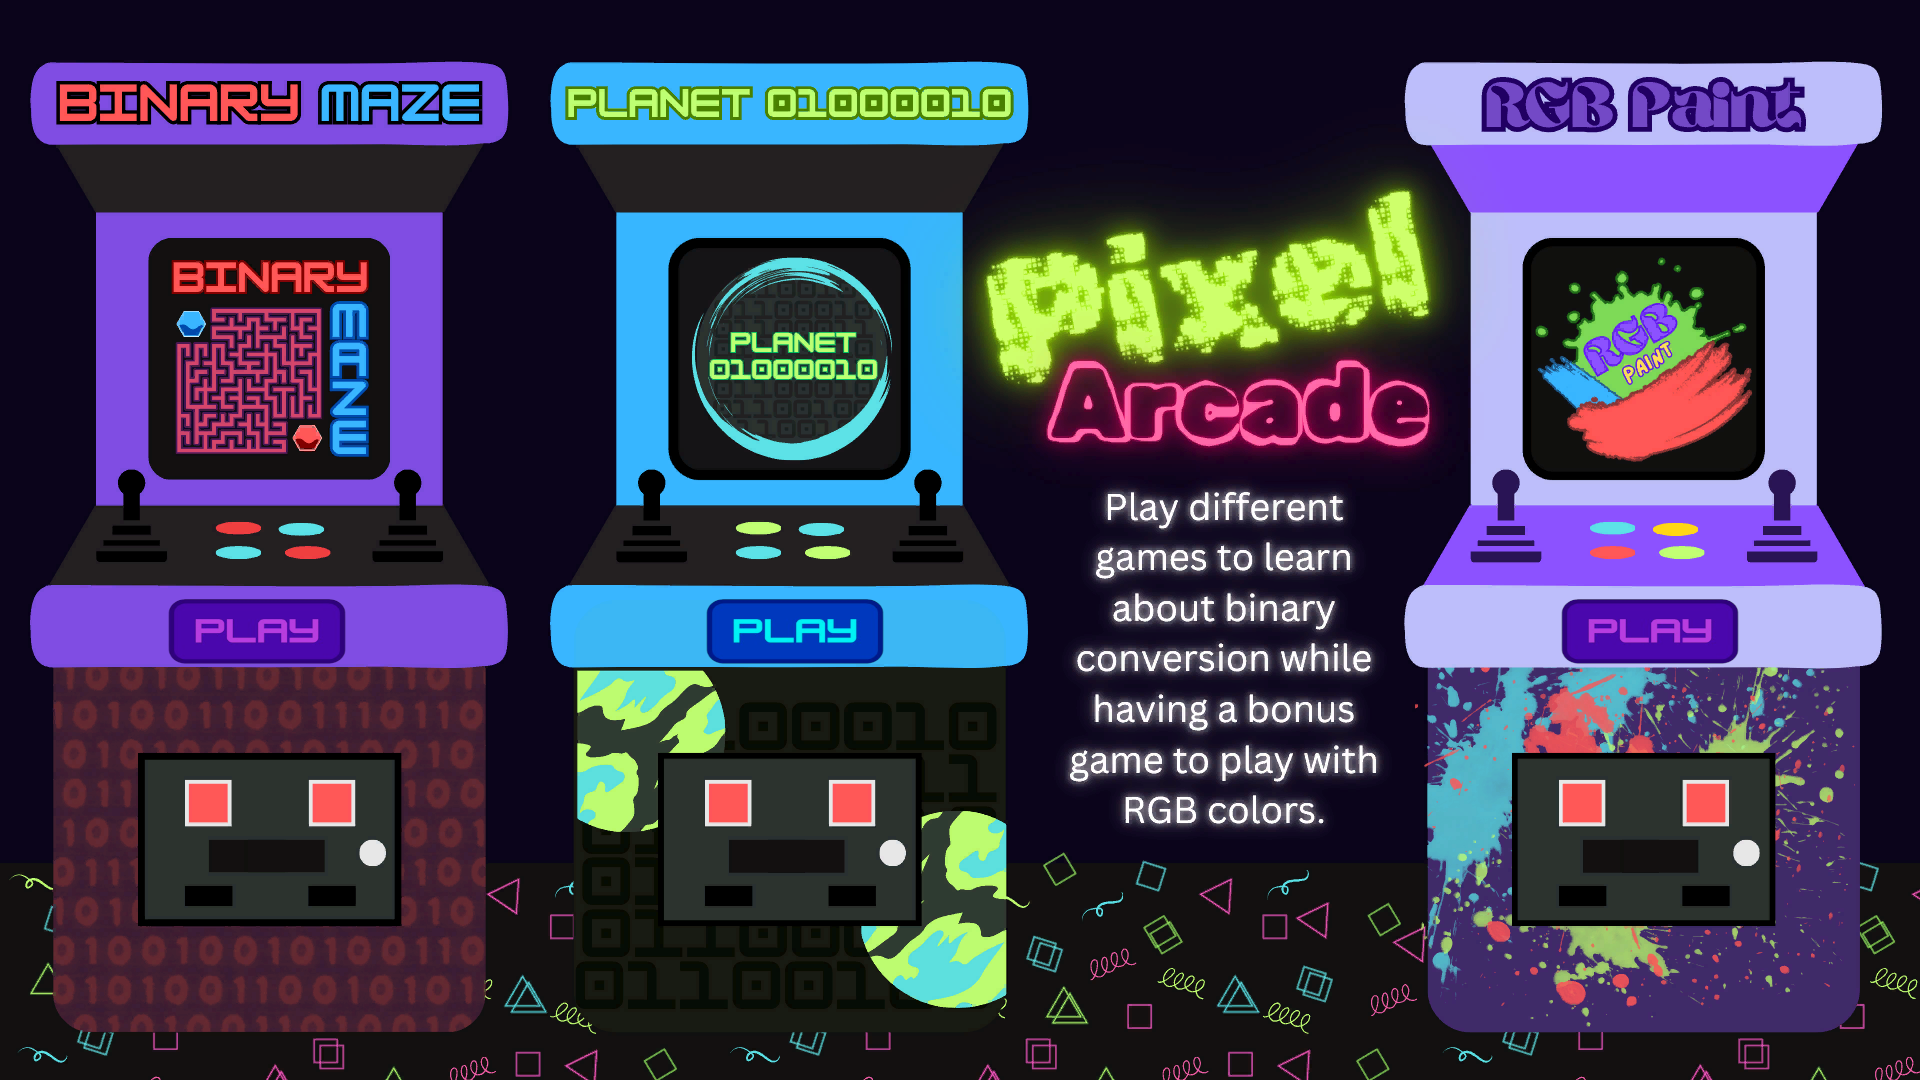 BINARY MAZE
BINARY
MAZE
PLAY
PLANET 01000010
PLANET
01000010
PLAY
Pixel
Arcade
Play different
games to learn
about binary
conversion while
having a bonus
game to play with
RGB colors.
RGB Paint
RGB
PAINT
PLAY